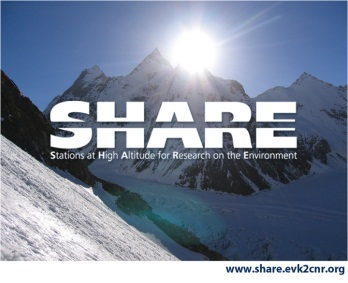 SHARE
Stations at High Altitude for Research on the Environment
www.share.evk2cnr.org